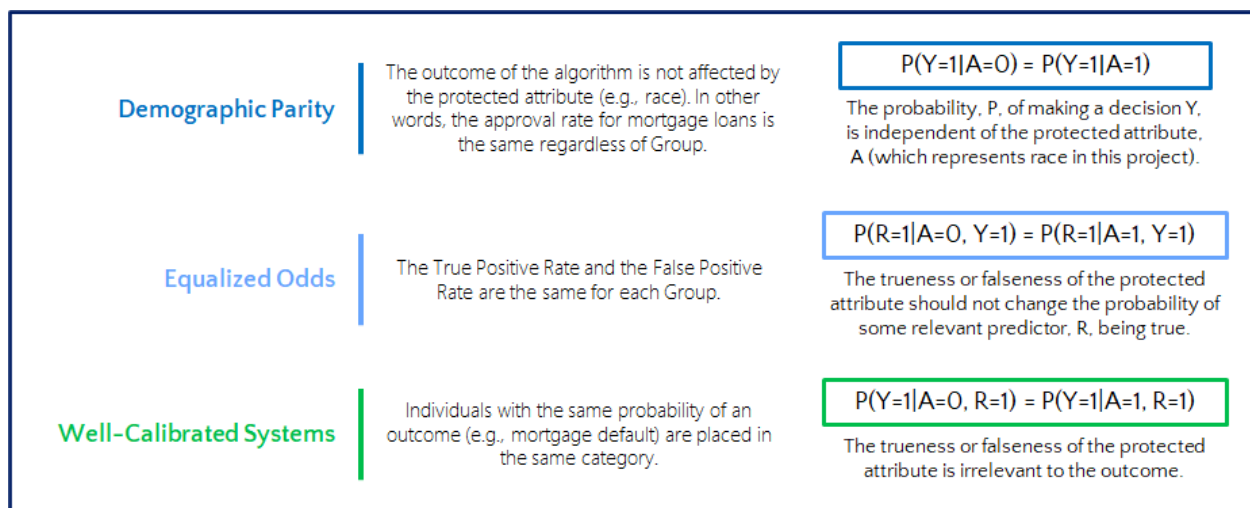 Demographic Parity
The outcome of the algorithm is not affected by
the protected attribute (e.g., race). In other
words, the approval rate for mortgage loans is
the same regardless of Group.
P(Y=1|A=0) = P(Y=1|A=1)
The probability, P, of making a decision Y,
is independent of the protected attribute,
A (which represents race in this project).
Equalized Odds
The True Positive Rate and the False Positive
Rate are the same for each Group.
P(R=1|A=0, Y=1) = P(R=1|A=1, Y=1)
The trueness or falseness of the protected
attribute should not change the probability of
some relevant predictor, R, being true.
Well-Calibrated Systems
Individuals with the same probability of an
outcome (e.g., mortgage default) are placed in
the same category.
P(Y=1|A=0, R=1) = P(Y=1|A=1, R=1)
The trueness or falseness of the protected
attribute is irrelevant to the outcome.